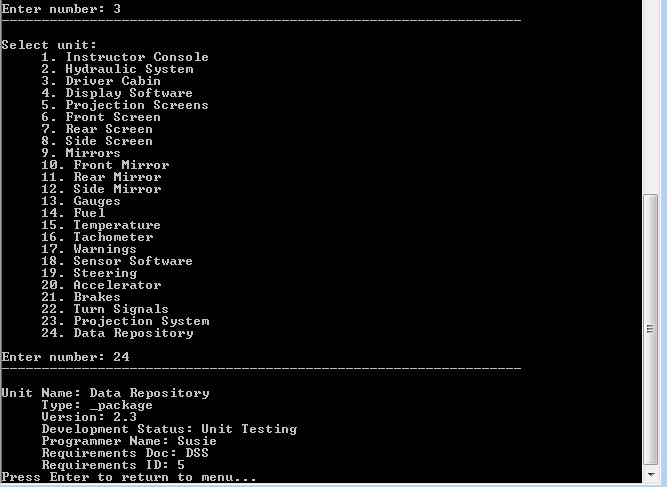 Enter number: 3
--------------------------------------------------------------------
Select unit:
1. Instructor Console
2. Hydraulic System
3. Driver Cabin
4. Display Software
5. Projection Screens
6. Front Screen
7. Rear Screen
8. Side Screen
9. Mirrors
10. Front Mirror
11. Rear Mirror
12. Side Mirror
13. Gauges
14. Fuel
15. Temperature
16. Tachometer
17. Warnings
18. Sensor Software
19. Steering
20. Accelerator
21. Brakes
22. Turn Signals
23. Projection System
24. Data Repository
Enter number: 24
--------------------------------------------------------------------
Unit Name: Data Repository
Type: _package
Version: 2.3
Development Status: Unit Testing
Programmer Name: Susie
Requirements Doc: DSS
Requirements ID: 5
Press Enter to return to menu...